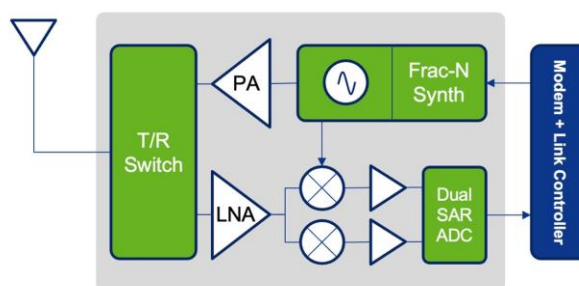 PA
Frac-N
Synth
T/R
Switch
LNA
Dual
SAR
ADC
Modem + Link Controller